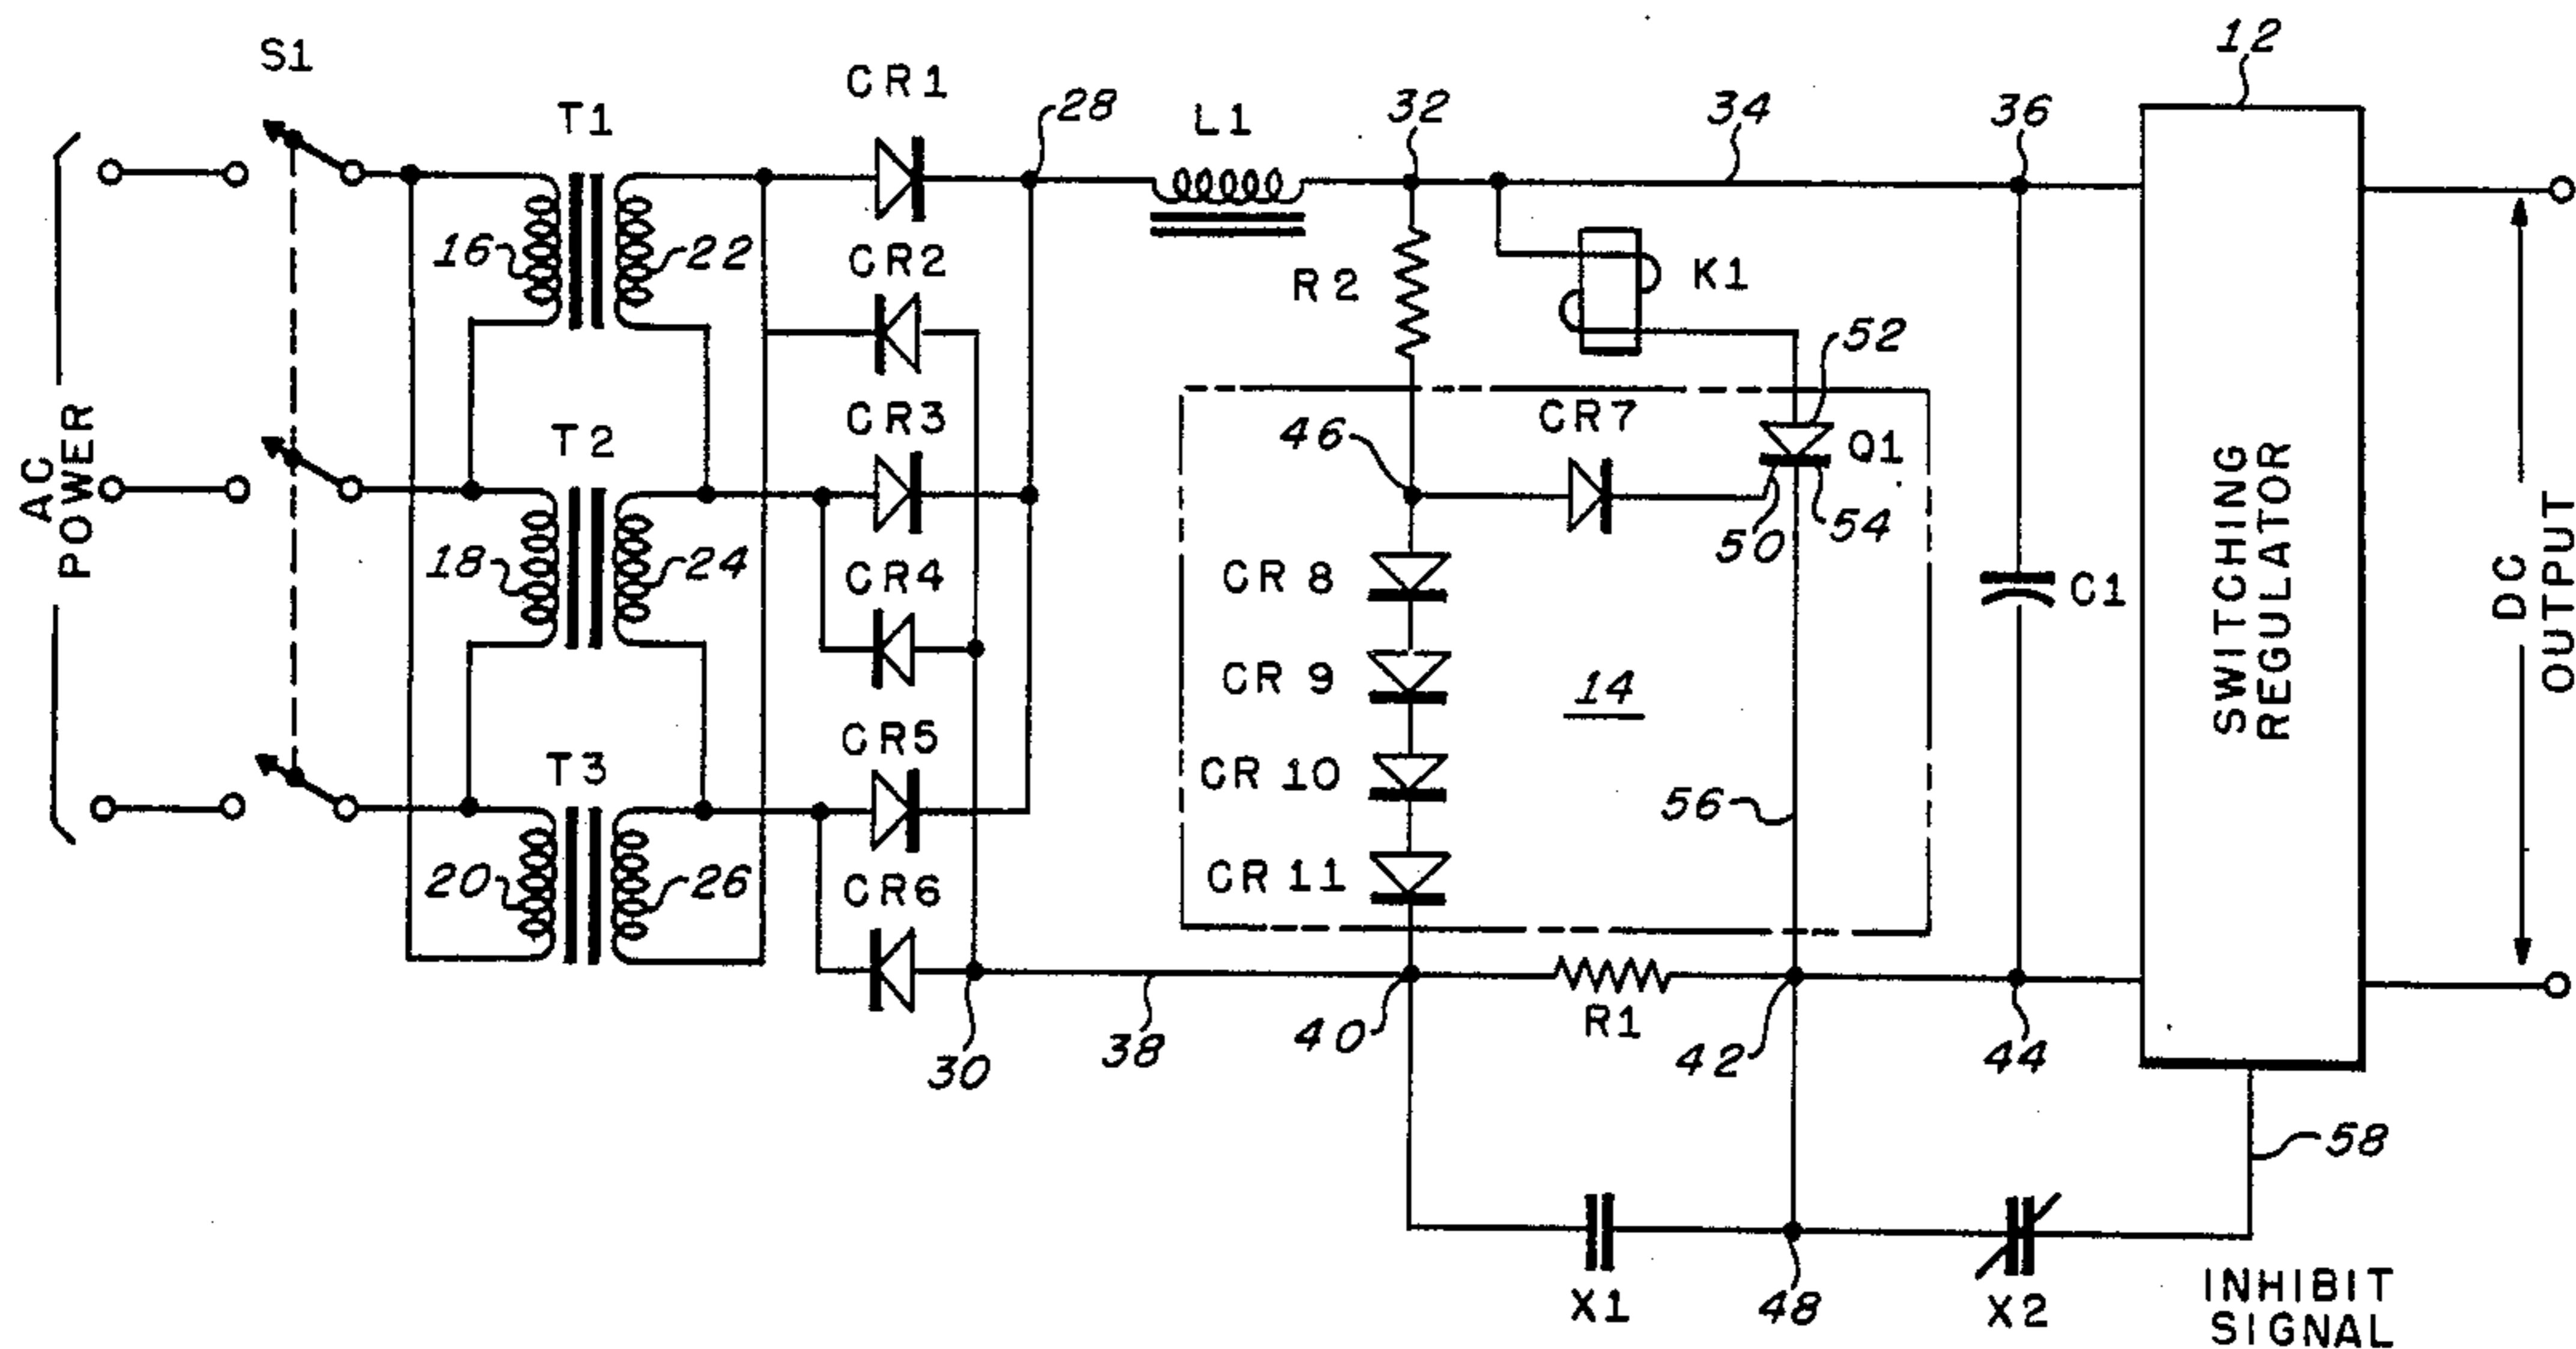 S1
T1
CR1
28
L1
32
34
36
12
16
22
CR2
R2
K1
52
AC
POWER
T2
CR3
46
CR7
Q1
50
54
18
24
CR4
CR 8
C1
SWITCHING
REGULATOR
DC
OUTPUT
CR 9
14
T3
CR5
CR 10
56
20
26
CR6
CR 11
30
38
40
R1
42
44
58
X1
48
X2
INHIBIT
SIGNAL